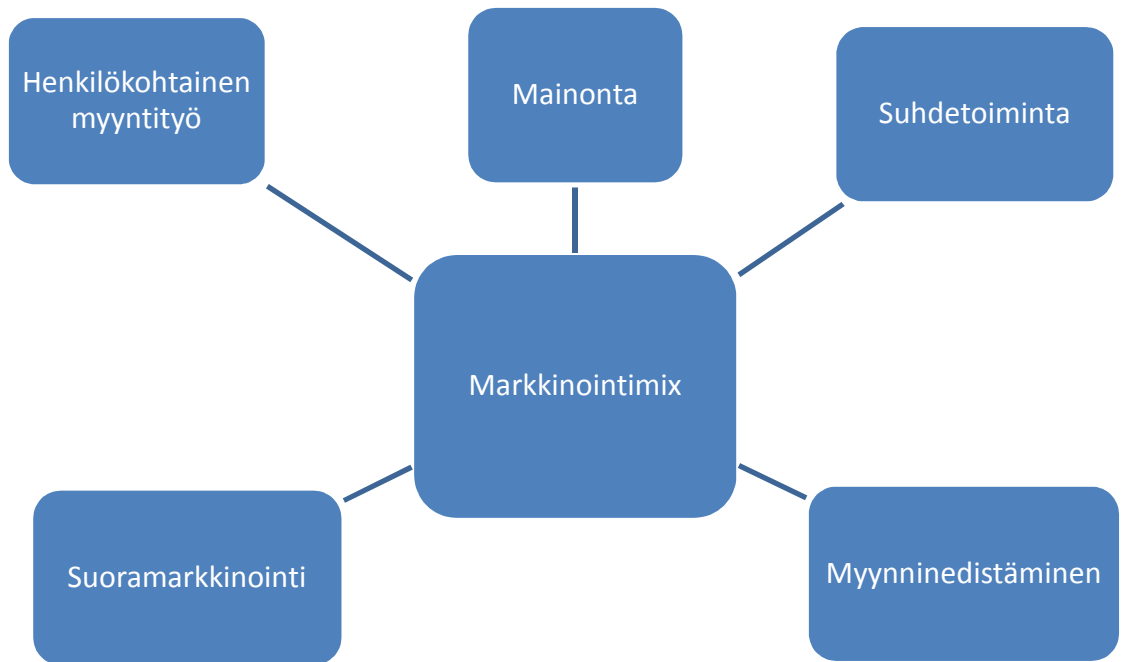 Henkilökohtainen
myyntityö
Mainonta
Suhdetoiminta
Markkinointimix
Suoramarkkinointi
Myynninedistäminen